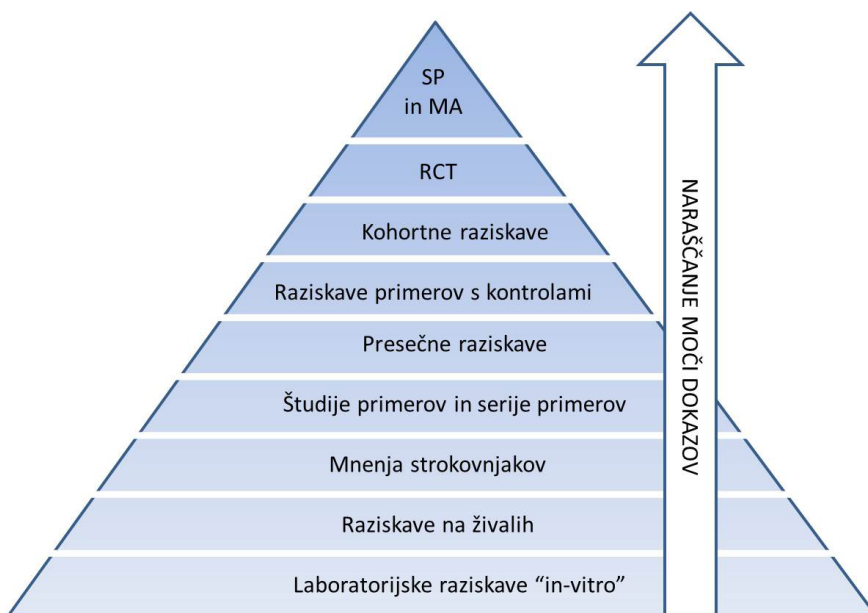 SP
in MA
RCT
Kohortne raziskave
Raziskave primerov s kontrolami
Presečne raziskave
Študije primerov in serije primerov
Mnenja strokovnjakov
Raziskave na živalih
Laboratorijske raziskave “in-vitro”
NARAŠČANJE MOČI DOKAZOV